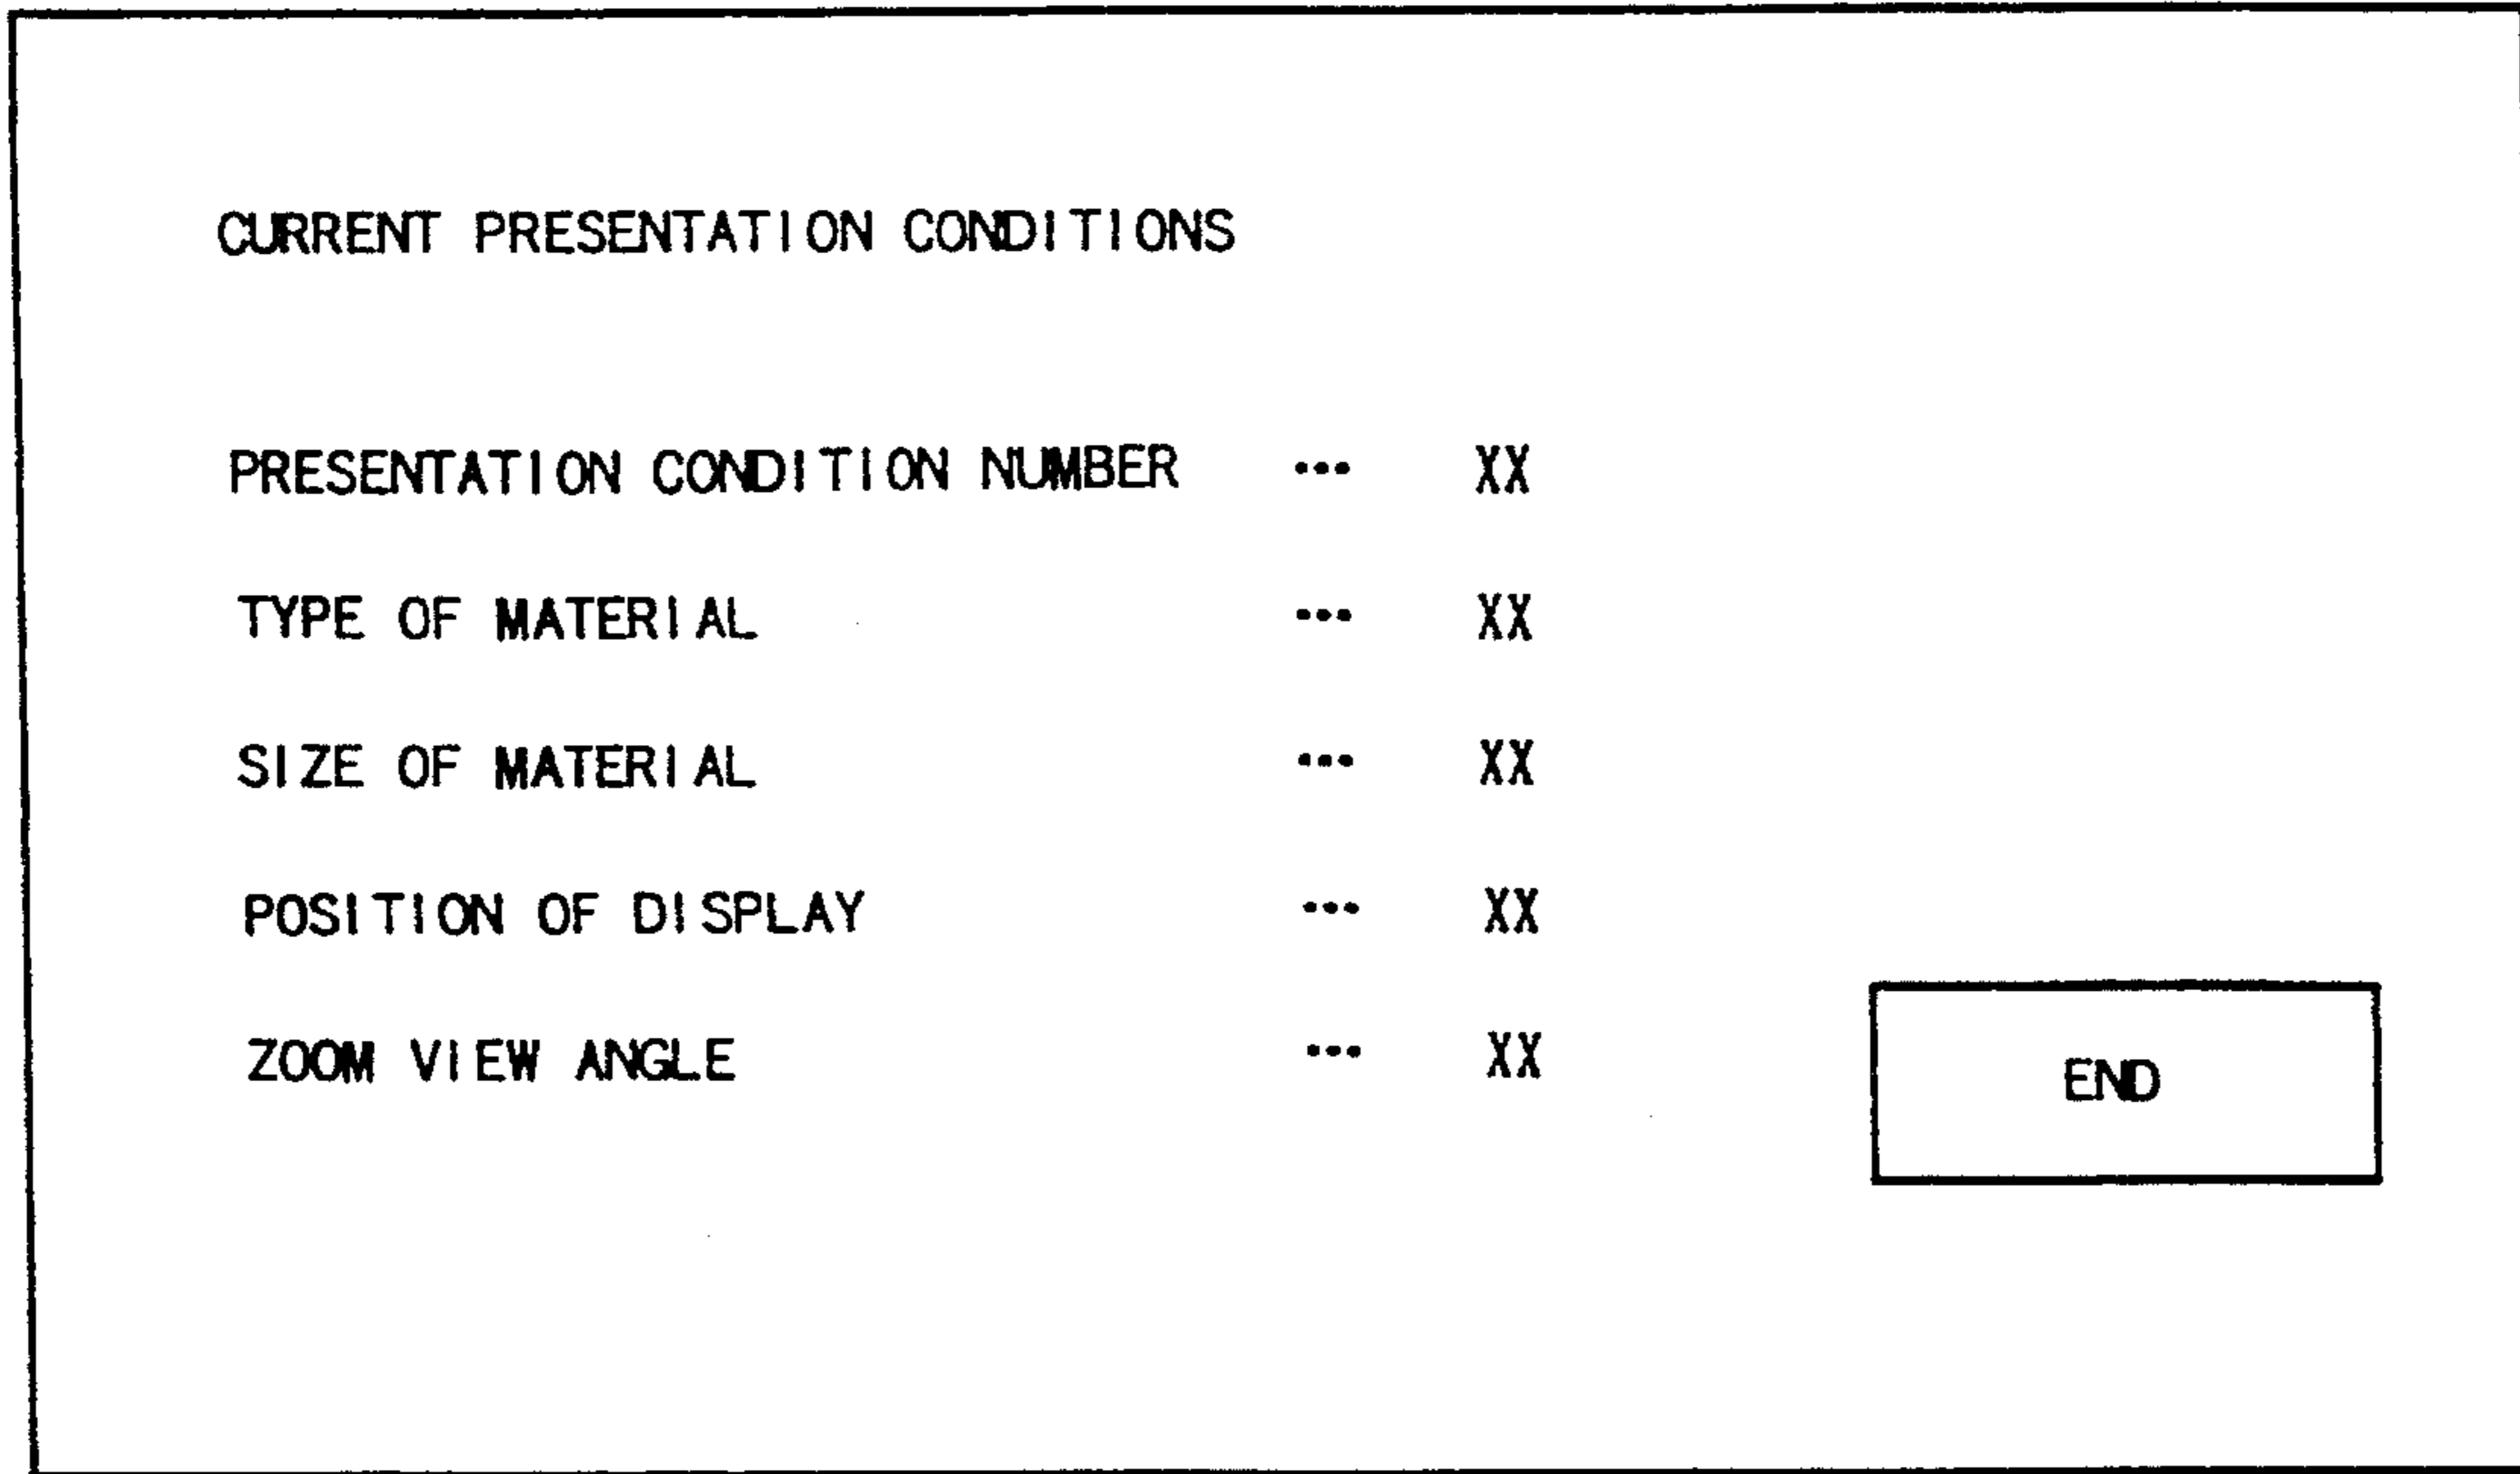 CURRENT PRESENTATION CONDITIONS
PRESENTATION CONDITION NUMBER ... XX
TYPE OF MATERIAL ... XX
SIZE OF MATERIAL ... XX
POSITION OF DISPLAY ... XX
ZOOM VIEW ANGLE ... XX
END